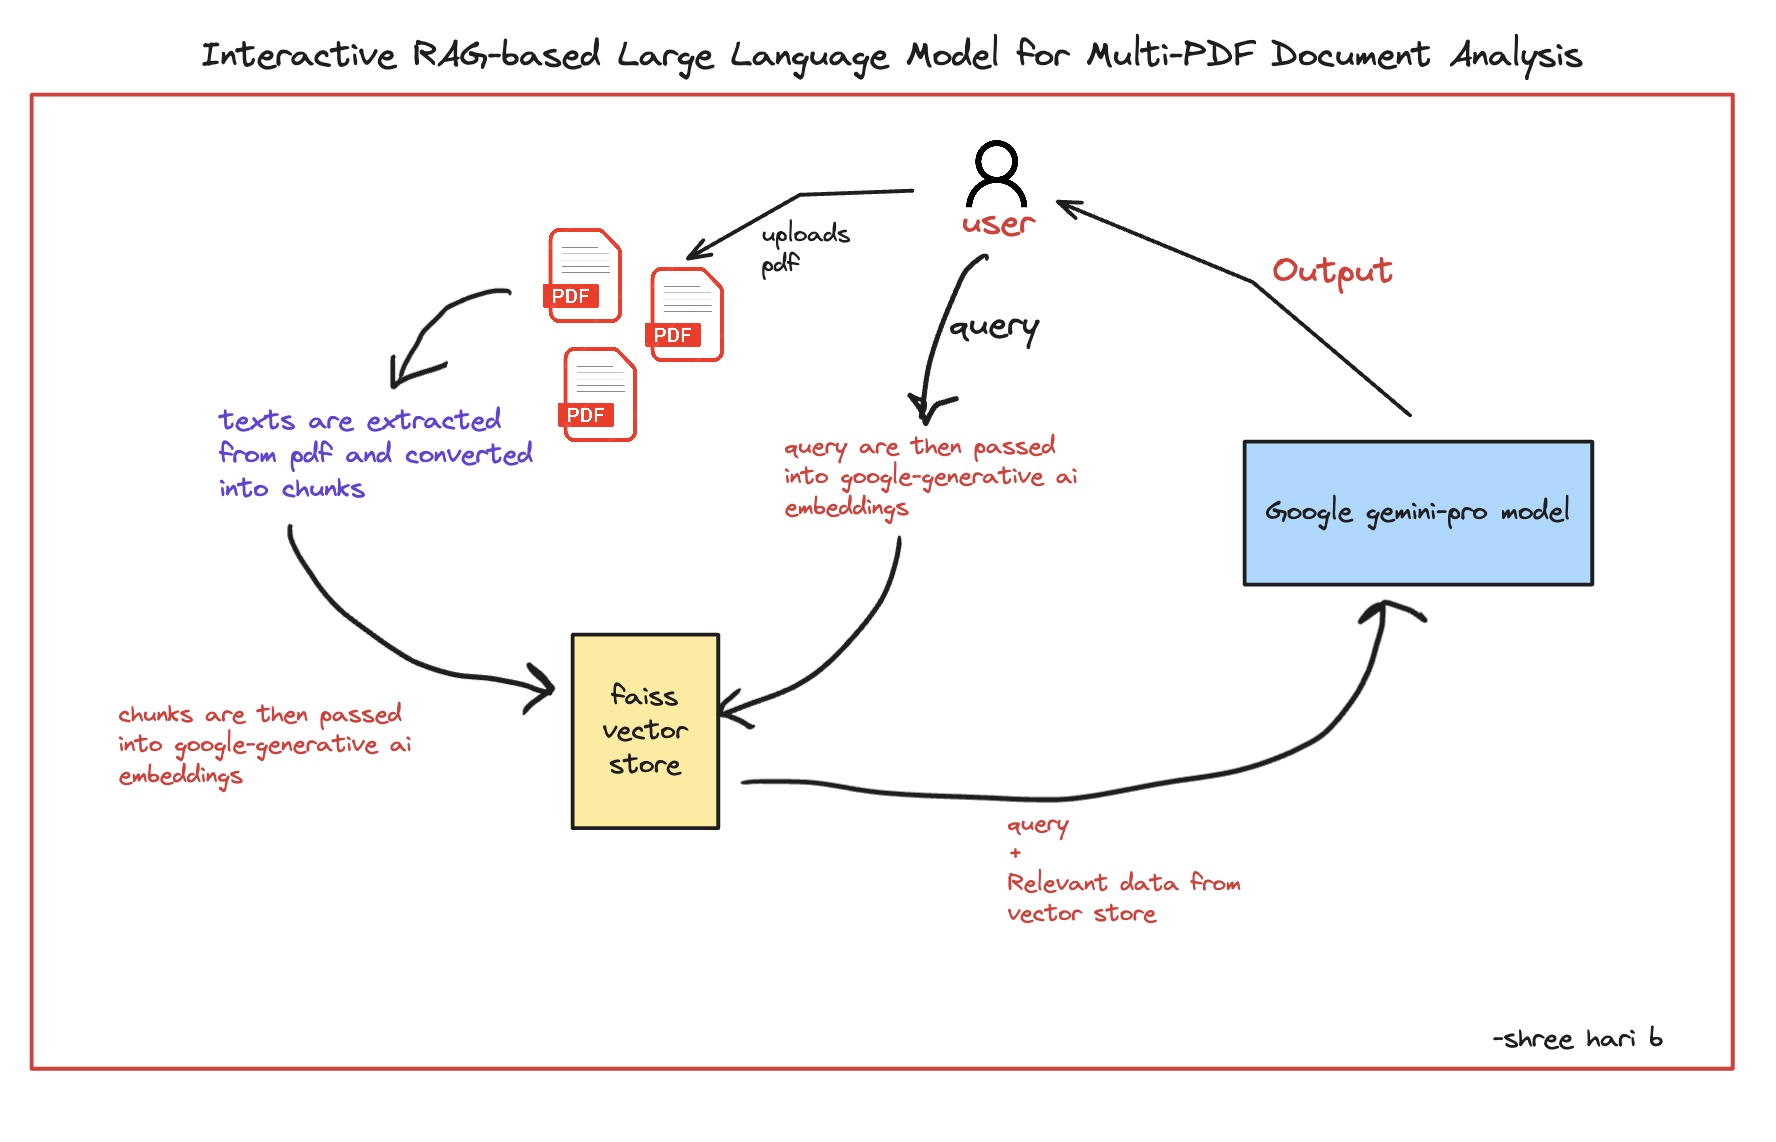 Interactive RAG-based Large Language Model for Multi-PDF Document Analysis
user
uploads
pdf
PDF
PDF
PDF
query
Output
texts are extracted
from pdf and converted
into chunks
query are then passed
into google-generative ai
embeddings
Google gemini-pro model
faiss
vector
store
chunks are then passed
into google-generative ai
embeddings
query
+
Relevant data from
vector store
-shree hari b